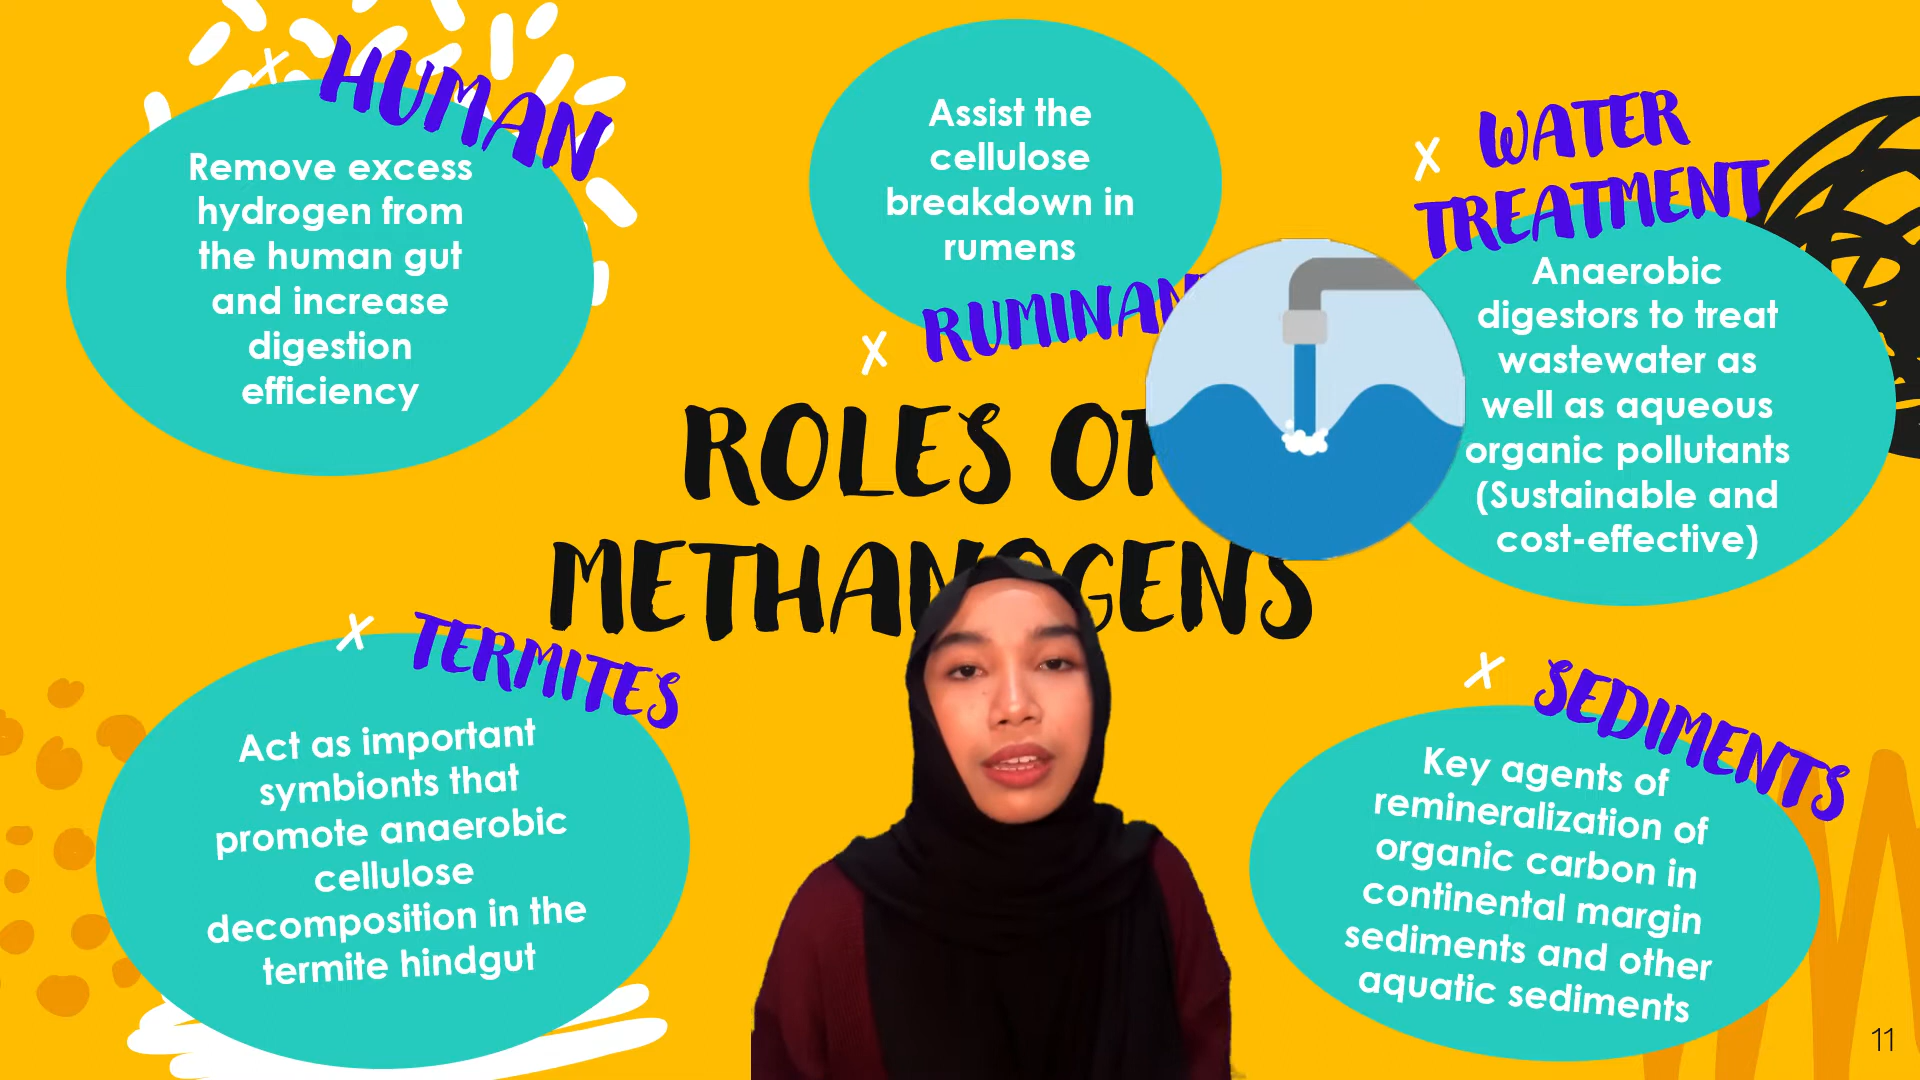 HUMAN
Remove excess
hydrogen from
the human gut
and increase
digestion
efficiency
Assist the
cellulose
breakdown in
rumens
WATER
TREATMENT
Anaerobic
digestors to treat
wastewater as
well as aqueous
organic pollutants
(Sustainable and
cost-effective)
ROLES OF
METHANOGENS
TERMITES
Act as important
symbionts that
promote anaerobic
cellulose
decomposition in the
termite hindgut
SEDIMENTS
Key agents of
remineralization of
organic carbon in
continental margin
sediments and other
aquatic sediments
11